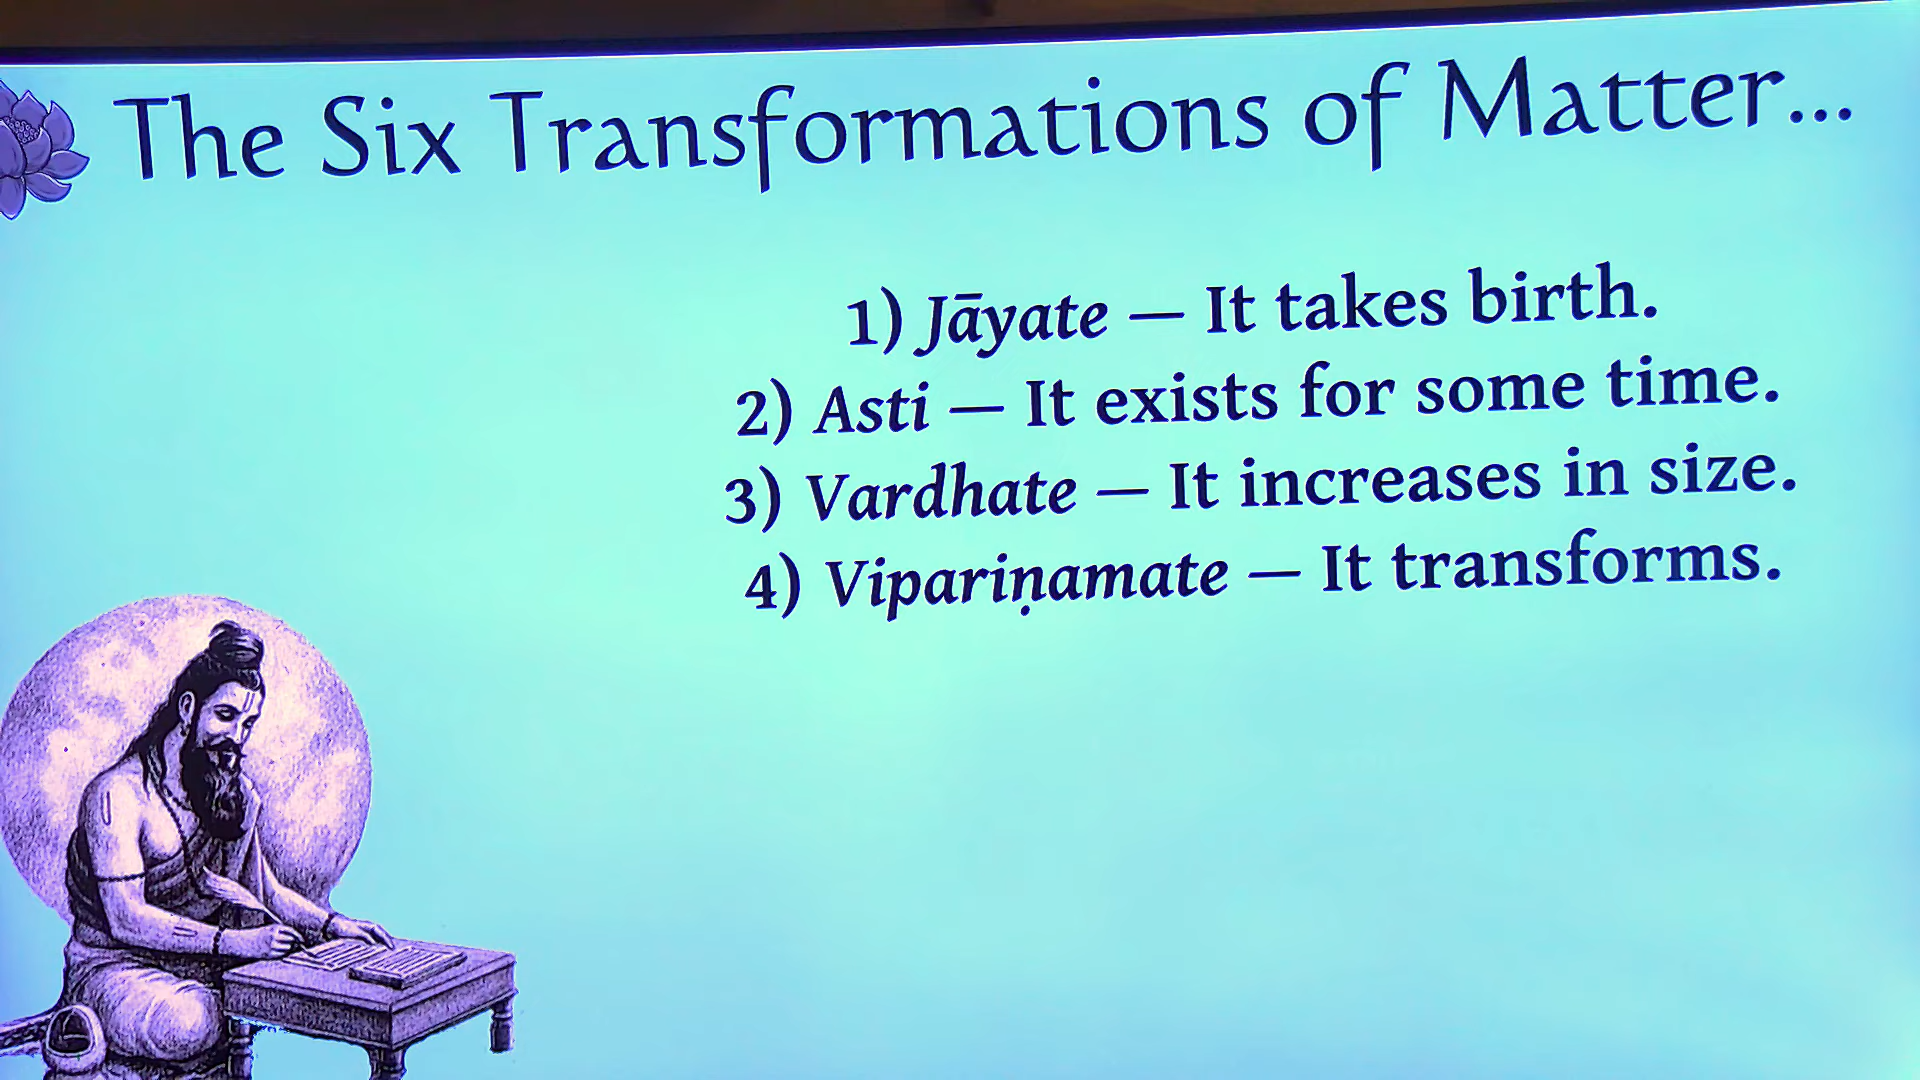 The Six Transformations of Matter...
1) Jāyate — It takes birth.
2) Asti — It exists for some time.
3) Vardhate — It increases in size.
4) Vipariṇamate — It transforms.